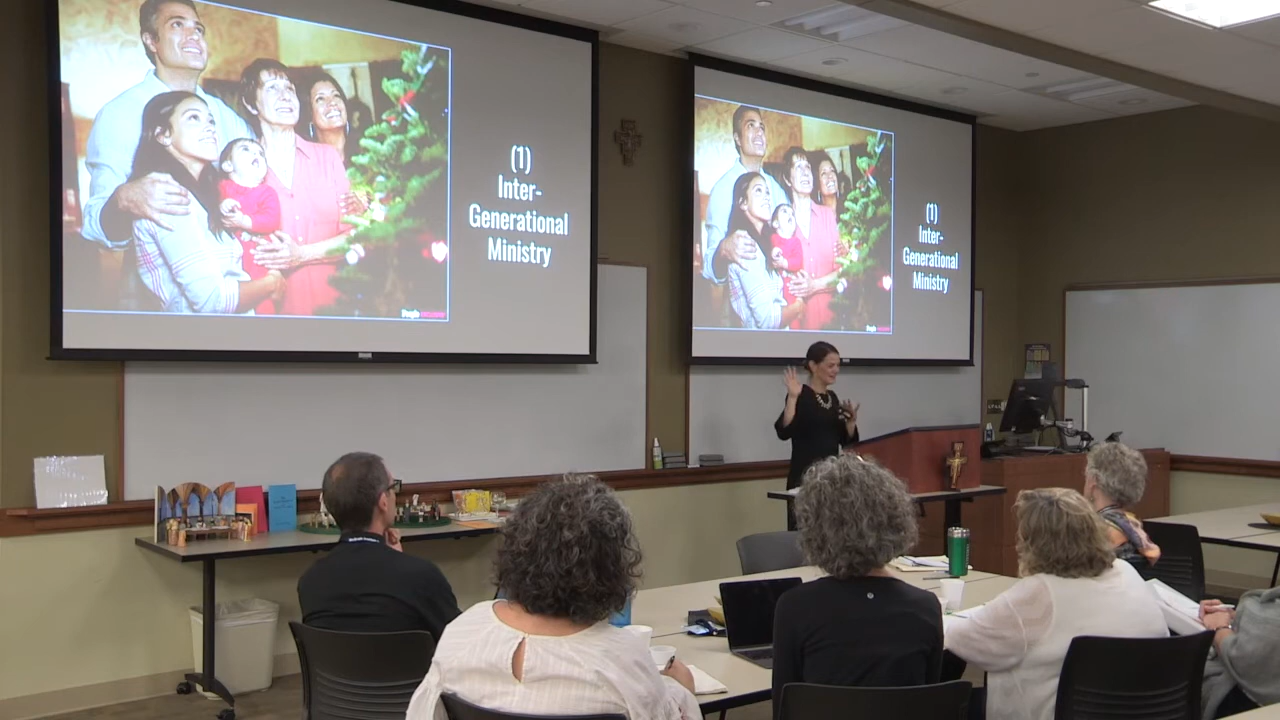 (1)
Inter-
Generational
Ministry
(1)
Inter-
Generational
Ministry